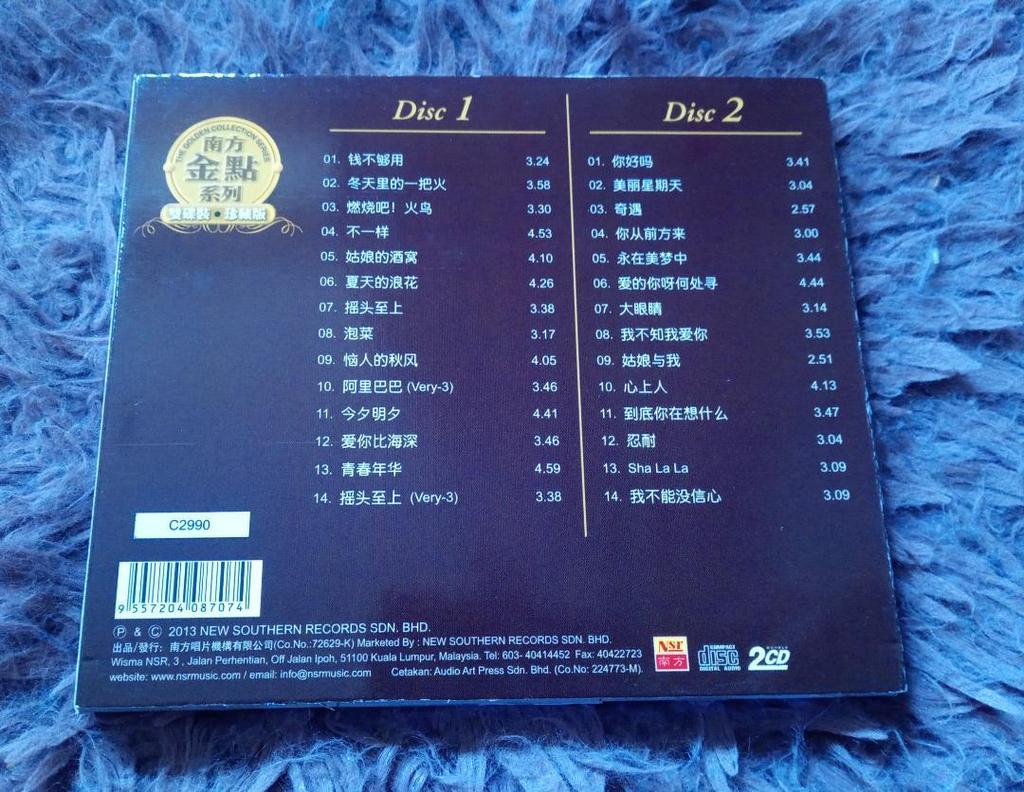 THE GOLDEN COLLECTION SERIES
南方
金點
系列
雙碟裝•珍藏版
Disc 1
01. 钱不够用 3.24
02. 冬天里的一把火 3.58
03. 燃烧吧！火鸟 3.30
04. 不一样 4.53
05. 姑娘的酒窝 4.10
06. 夏天的浪花 4.26
07. 摇头至上 3.38
08. 泡菜 3.17
09. 恼人的秋风 4.05
10. 阿里巴巴 (Very-3) 3.46
11. 今夕明夕 4.41
12. 爱你比海深 3.46
13. 青春年华 4.59
14. 摇头至上 (Very-3) 3.38
Disc 2
01. 你好吗 3.41
02. 美丽星期天 3.04
03. 奇遇 2.57
04. 你从前方来 3.00
05. 永在美梦中 3.44
06. 爱的你呀何处寻 4.44
07. 大眼睛 3.14
08. 我不知我爱你 3.53
09. 姑娘与我 2.51
10. 心上人 4.13
11. 到底你在想什么 3.47
12. 忍耐 3.04
13. Sha La La 3.09
14. 我不能没信心 3.09
C2990
9 557204 087074
Ⓟ & © 2013 NEW SOUTHERN RECORDS SDN. BHD.
出品/發行: 南方唱片機構有限公司(Co.No.:72629-K) Marketed By : NEW SOUTHERN RECORDS SDN. BHD.
Wisma NSR, 3 , Jalan Perhentian, Off Jalan Ipoh, 51100 Kuala Lumpur, Malaysia. Tel: 603- 40414452 Fax: 40422723
website: www.nsrmusic.com / email: info@nsrmusic.com Cetakan: Audio Art Press Sdn. Bhd. (Co.No: 224773-M).
Nsr
南方
COMPACT
disc
DIGITAL AUDIO
2CD